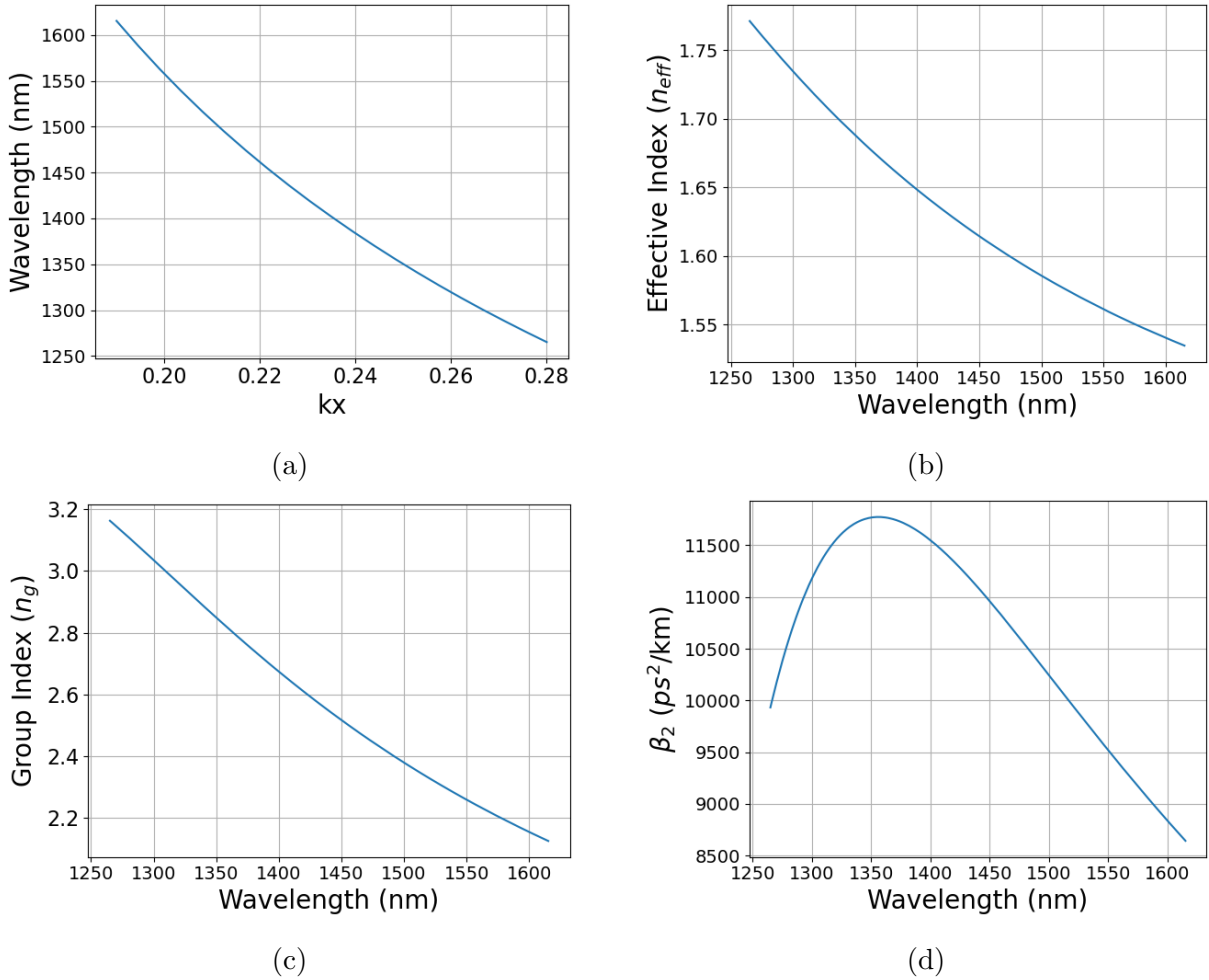 1600
1550
1500
1450
1400
1350
1300
1250
Wavelength (nm)
0.20 0.22 0.24 0.26 0.28
kx
(a)
1.75
1.70
1.65
1.60
1.55
Effective Index (n_eff)
1250 1300 1350 1400 1450 1500 1550 1600
Wavelength (nm)
(b)
3.2
3.0
2.8
2.6
2.4
2.2
Group Index (n_g)
1250 1300 1350 1400 1450 1500 1550 1600
Wavelength (nm)
(c)
11500
11000
10500
10000
9500
9000
8500
β₂ (ps²/km)
1250 1300 1350 1400 1450 1500 1550 1600
Wavelength (nm)
(d)